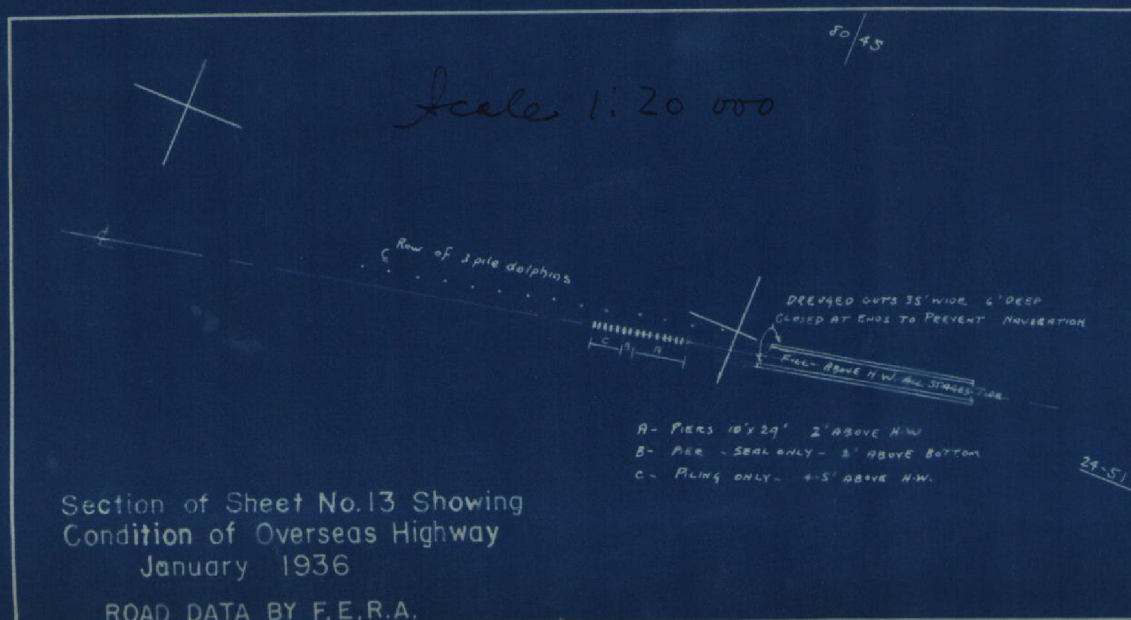 80/45
Scale 1:20 000
℄
℄ Row of 3 pile dolphins
DREDGED CUTS 35' WIDE 6' DEEP
CLOSED AT ENDS TO PREVENT NAVIGATION
FILL - ABOVE H.W. ALL STAGES TIDE
C B A
A- PIERS 10' x 24' 2' ABOVE H.W
B- PIER - SEAL ONLY - 2' ABOVE BOTTOM
C- PILING ONLY - 4-5' ABOVE H.W.
24-51
Section of Sheet No.13 Showing
Condition of Overseas Highway
January 1936
ROAD DATA BY F.E.R.A.